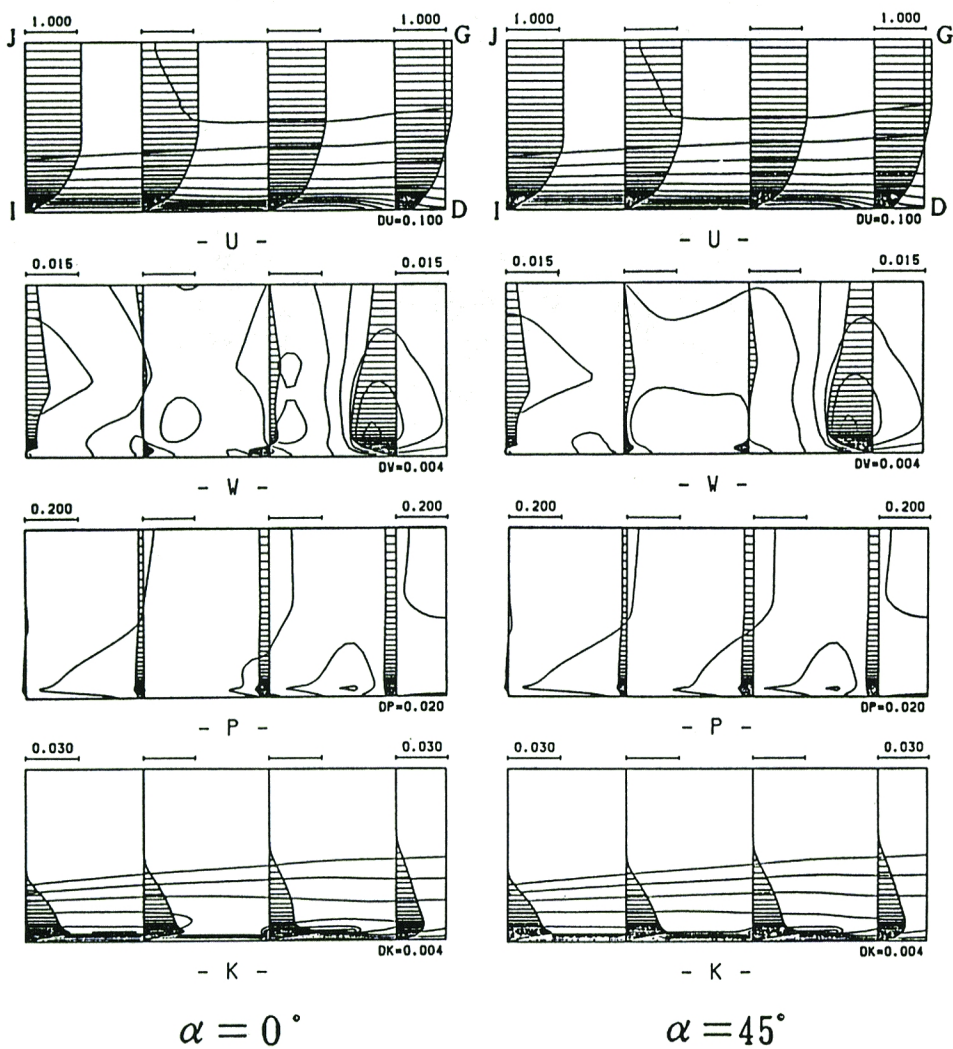 1.000 1.000 1.000 1.000
J G J G
I D I D
DU=0.100 DU=0.100
- U - - U -
0.015 0.015 0.015 0.015
DW=0.004 DW=0.004
- W - - W -
0.200 0.200 0.200 0.200
DP=0.020 DP=0.020
- P - - P -
0.030 0.030 0.030 0.030
DK=0.004 DK=0.004
- K - - K -
α = 0° α = 45°